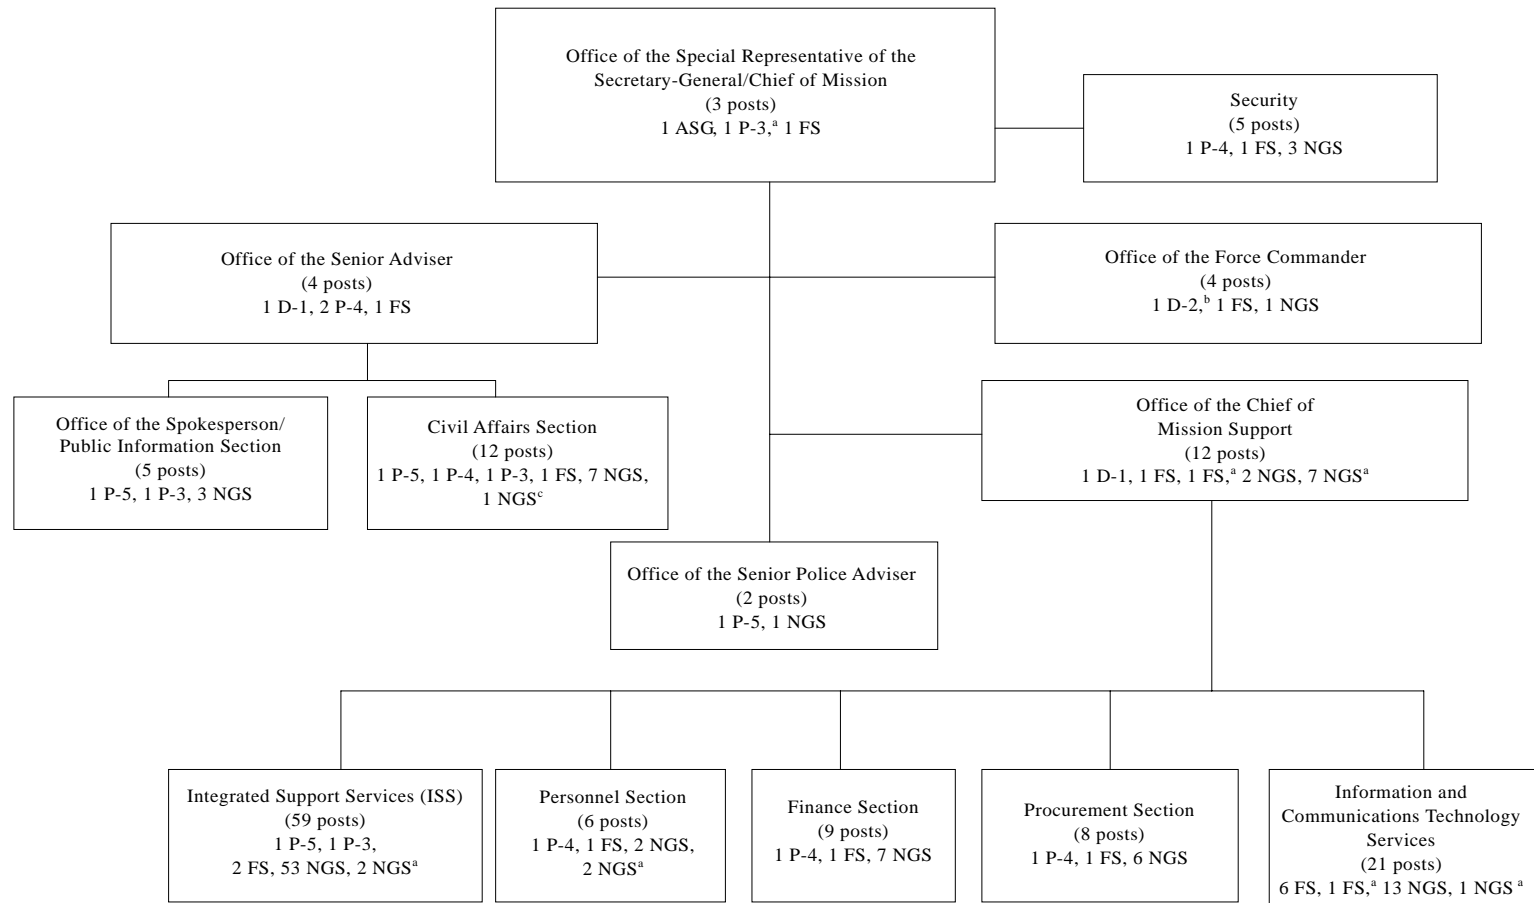 Office of the Special Representative of the
Secretary-General/Chief of Mission
(3 posts)
1 ASG, 1 P-3,ᵃ 1 FS
Security
(5 posts)
1 P-4, 1 FS, 3 NGS
Office of the Senior Adviser
(4 posts)
1 D-1, 2 P-4, 1 FS
Office of the Force Commander
(4 posts)
1 D-2,ᵇ 1 FS, 1 NGS
Office of the Spokesperson/
Public Information Section
(5 posts)
1 P-5, 1 P-3, 3 NGS
Civil Affairs Section
(12 posts)
1 P-5, 1 P-4, 1 P-3, 1 FS, 7 NGS,
1 NGSᶜ
Office of the Chief of
Mission Support
(12 posts)
1 D-1, 1 FS, 1 FS,ᵃ 2 NGS, 7 NGSᵃ
Office of the Senior Police Adviser
(2 posts)
1 P-5, 1 NGS
Integrated Support Services (ISS)
(59 posts)
1 P-5, 1 P-3,
2 FS, 53 NGS, 2 NGSᵃ
Personnel Section
(6 posts)
1 P-4, 1 FS, 2 NGS,
2 NGSᵃ
Finance Section
(9 posts)
1 P-4, 1 FS, 7 NGS
Procurement Section
(8 posts)
1 P-4, 1 FS, 6 NGS
Information and
Communications Technology
Services
(21 posts)
6 FS, 1 FS,ᵃ 13 NGS, 1 NGS ᵃ